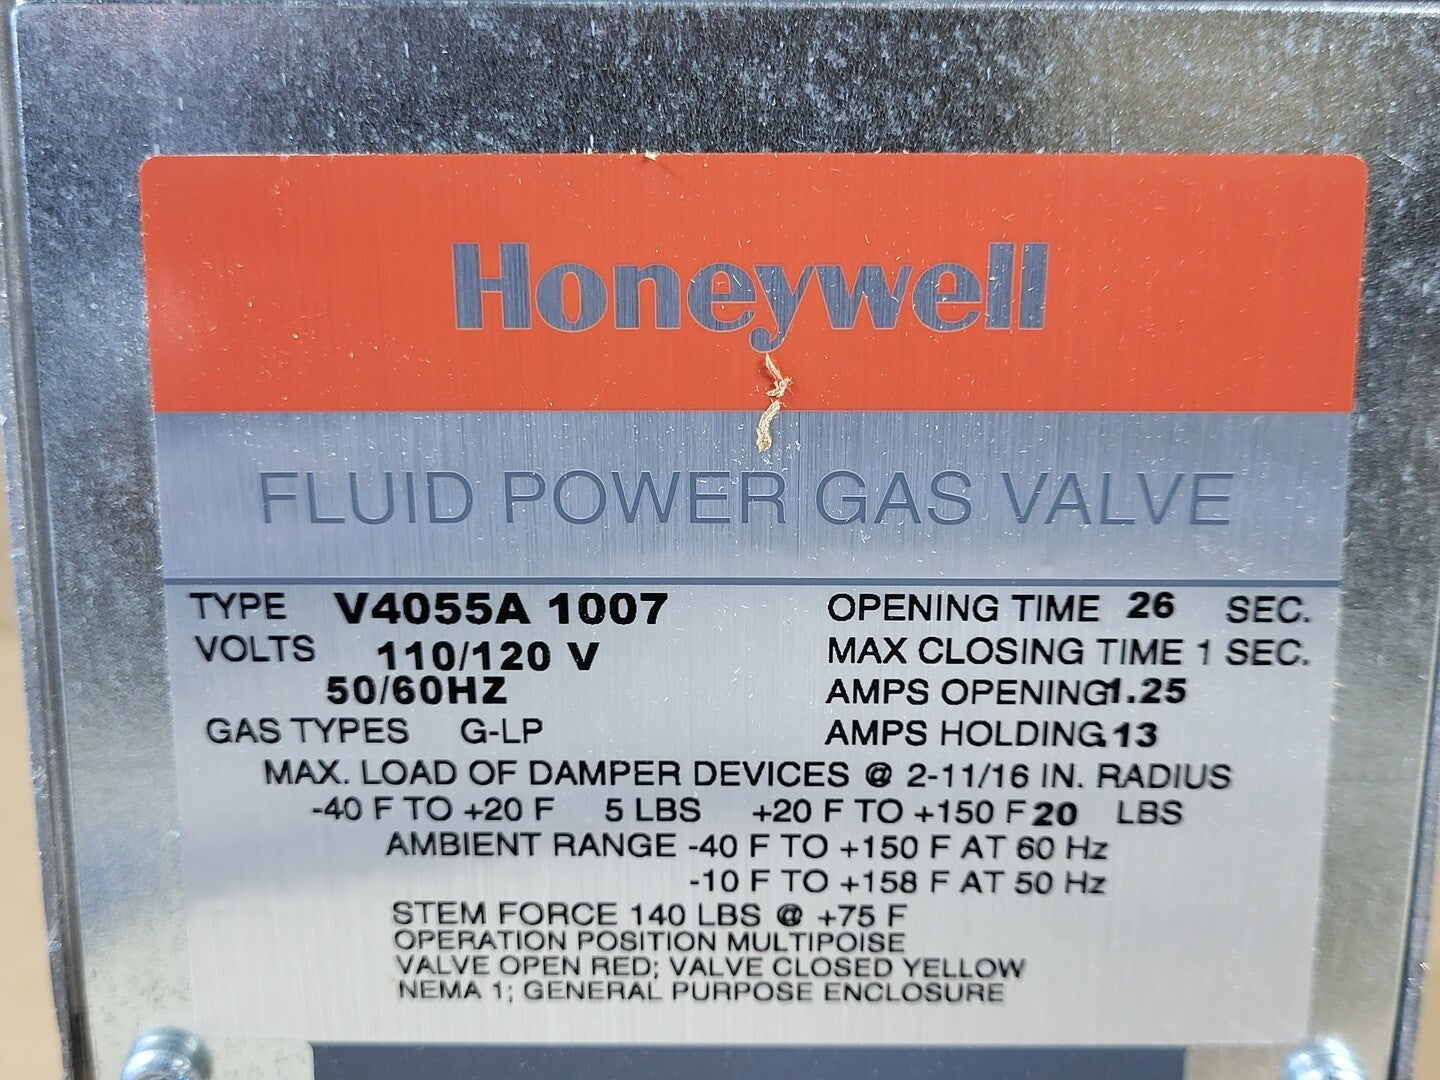 Honeywell
FLUID POWER GAS VALVE
TYPE V4055A 1007 OPENING TIME 26 SEC.
VOLTS 110/120 V MAX CLOSING TIME 1 SEC.
50/60HZ AMPS OPENING 1.25
GAS TYPES G-LP AMPS HOLDING .13
MAX. LOAD OF DAMPER DEVICES @ 2-11/16 IN. RADIUS
-40 F TO +20 F 5 LBS +20 F TO +150 F 20 LBS
AMBIENT RANGE -40 F TO +150 F AT 60 Hz
-10 F TO +158 F AT 50 Hz
STEM FORCE 140 LBS @ +75 F
OPERATION POSITION MULTIPOISE
VALVE OPEN RED; VALVE CLOSED YELLOW
NEMA 1; GENERAL PURPOSE ENCLOSURE